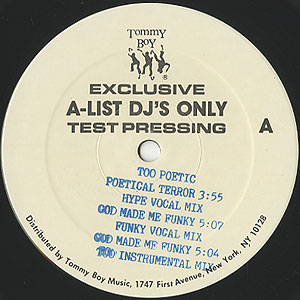 Tommy
Boy
®
EXCLUSIVE
A-LIST DJ'S ONLY
TEST PRESSING
A
TOO POETIC
POETICAL TERROR 3:55
HYPE VOCAL MIX
GOD MADE ME FUNKY 5:07
FUNKY VOCAL MIX
GOD MADE ME FUNKY 5:04
INSTRUMENTAL MIX
Distributed by Tommy Boy Music, 1747 First Avenue, New York, NY 10128